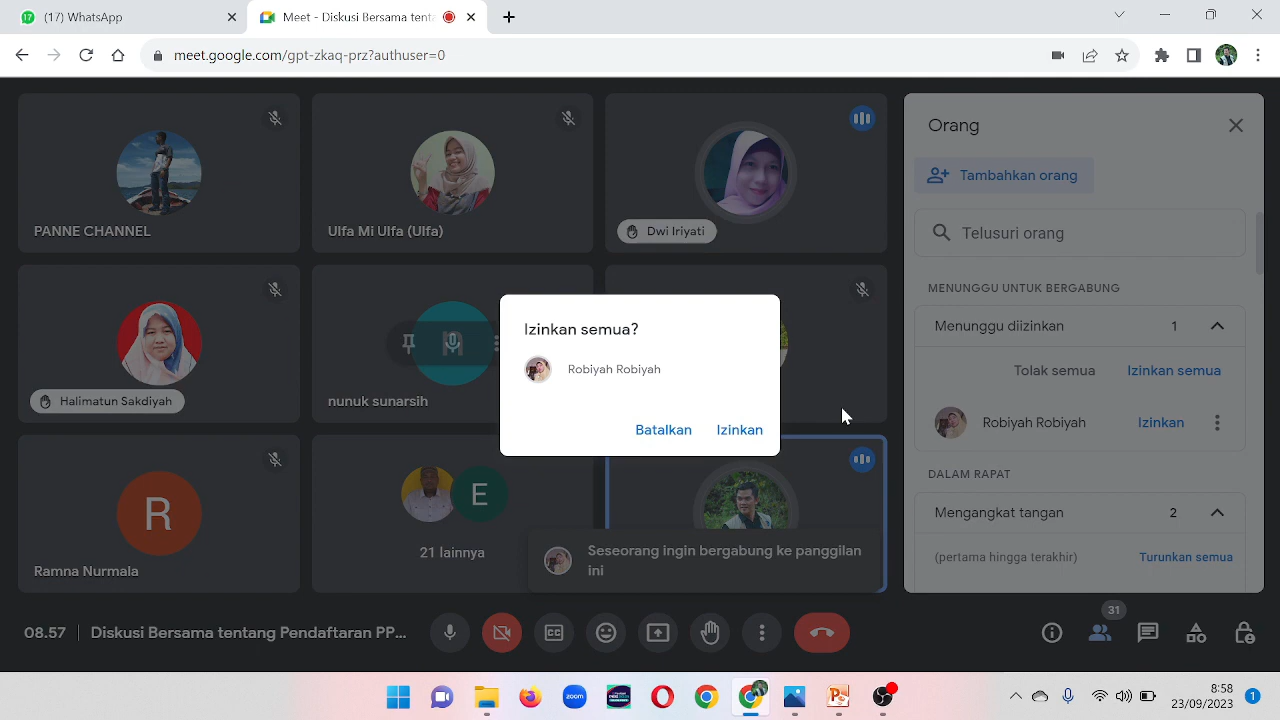 (17) WhatsApp
Meet - Diskusi Bersama tenta
meet.google.com/gpt-zkaq-prz?authuser=0
PANNE CHANNEL
Ulfa Mi Ulfa (Ulfa)
Dwi Iriyati
Halimatun Sakdiyah
nunuk sunarsih
R
Ramna Nurmala
E
21 lainnya
Izinkan semua?
Robiyah Robiyah
Batalkan
Izinkan
Seseorang ingin bergabung ke panggilan
ini
Orang
Tambahkan orang
Telusuri orang
MENUNGGU UNTUK BERGABUNG
Menunggu diizinkan 1
Tolak semua Izinkan semua
Robiyah Robiyah Izinkan
DALAM RAPAT
Mengangkat tangan 2
(pertama hingga terakhir) Turunkan semua
08.57 Diskusi Bersama tentang Pendaftaran PP...
31
zoom
8:58
23/09/2023
1